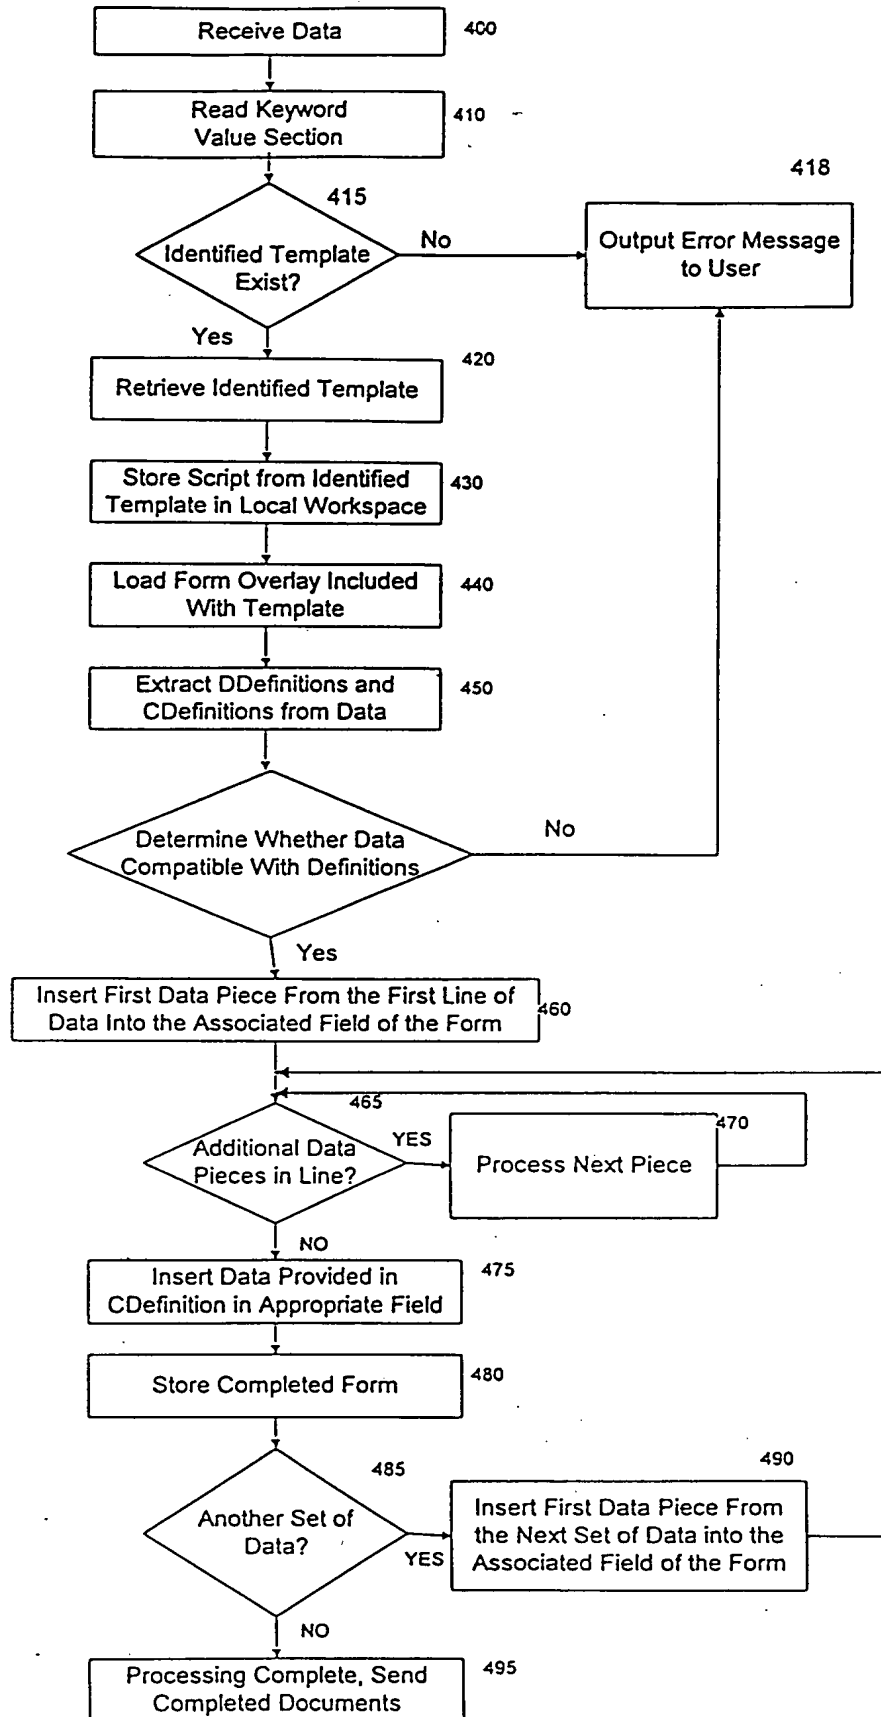 Receive Data
400
Read Keyword
Value Section
410
415
418
Identified Template
Exist?
No
Output Error Message
to User
Yes
420
Retrieve Identified Template
Store Script from Identified
Template in Local Workspace
430
Load Form Overlay Included
With Template
440
Extract DDefinitions and
CDefinitions from Data
450
Determine Whether Data
Compatible With Definitions
No
Yes
Insert First Data Piece From the First Line of
Data Into the Associated Field of the Form
460
465
Additional Data
Pieces in Line?
YES
470
Process Next Piece
NO
Insert Data Provided in
CDefinition in Appropriate Field
475
Store Completed Form
480
485
490
Another Set of
Data?
YES
Insert First Data Piece From
the Next Set of Data into the
Associated Field of the Form
NO
Processing Complete, Send
Completed Documents
495